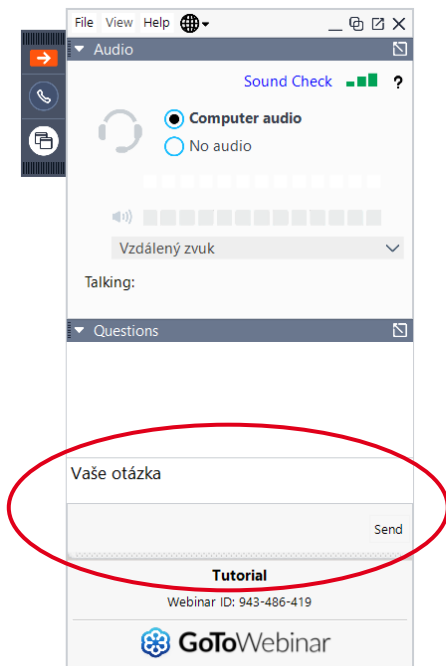 File View Help
Audio
Sound Check ?
Computer audio
No audio
Vzdálený zvuk
Talking:
Questions
Vaše otázka
Send
Tutorial
Webinar ID: 943-486-419
GoToWebinar